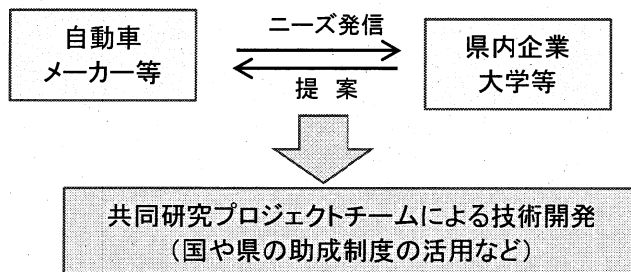 自動車
メーカー等
ニーズ発信
提 案
県内企業
大学等
共同研究プロジェクトチームによる技術開発
（国や県の助成制度の活用など）